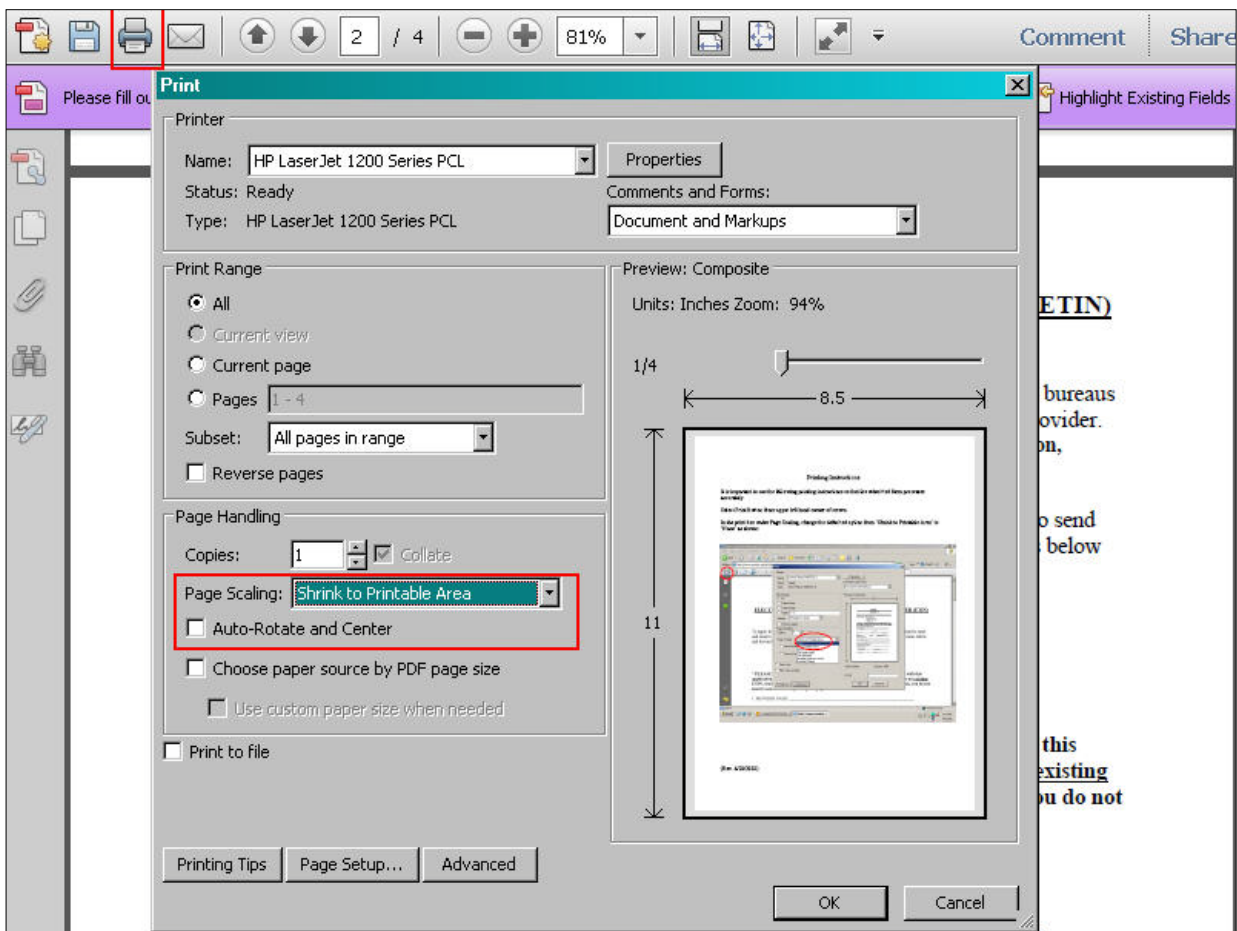 2 / 4 81% Comment Share
Please fill ou
Highlight Existing Fields
Print
Printer
Name: HP LaserJet 1200 Series PCL Properties
Status: Ready Comments and Forms:
Type: HP LaserJet 1200 Series PCL Document and Markups
Print Range
All
Current view
Current page
Pages 1 - 4
Subset: All pages in range
Reverse pages
Page Handling
Copies: 1 Collate
Page Scaling: Shrink to Printable Area
Auto-Rotate and Center
Choose paper source by PDF page size
Use custom paper size when needed
Print to file
Printing Tips Page Setup... Advanced
Preview: Composite
Units: Inches Zoom: 94%
1/4
8.5
11
Printing Instructions
OK Cancel
ETIN)
bureaus
ovider.
on,
o send
below
this
existing
ou do not